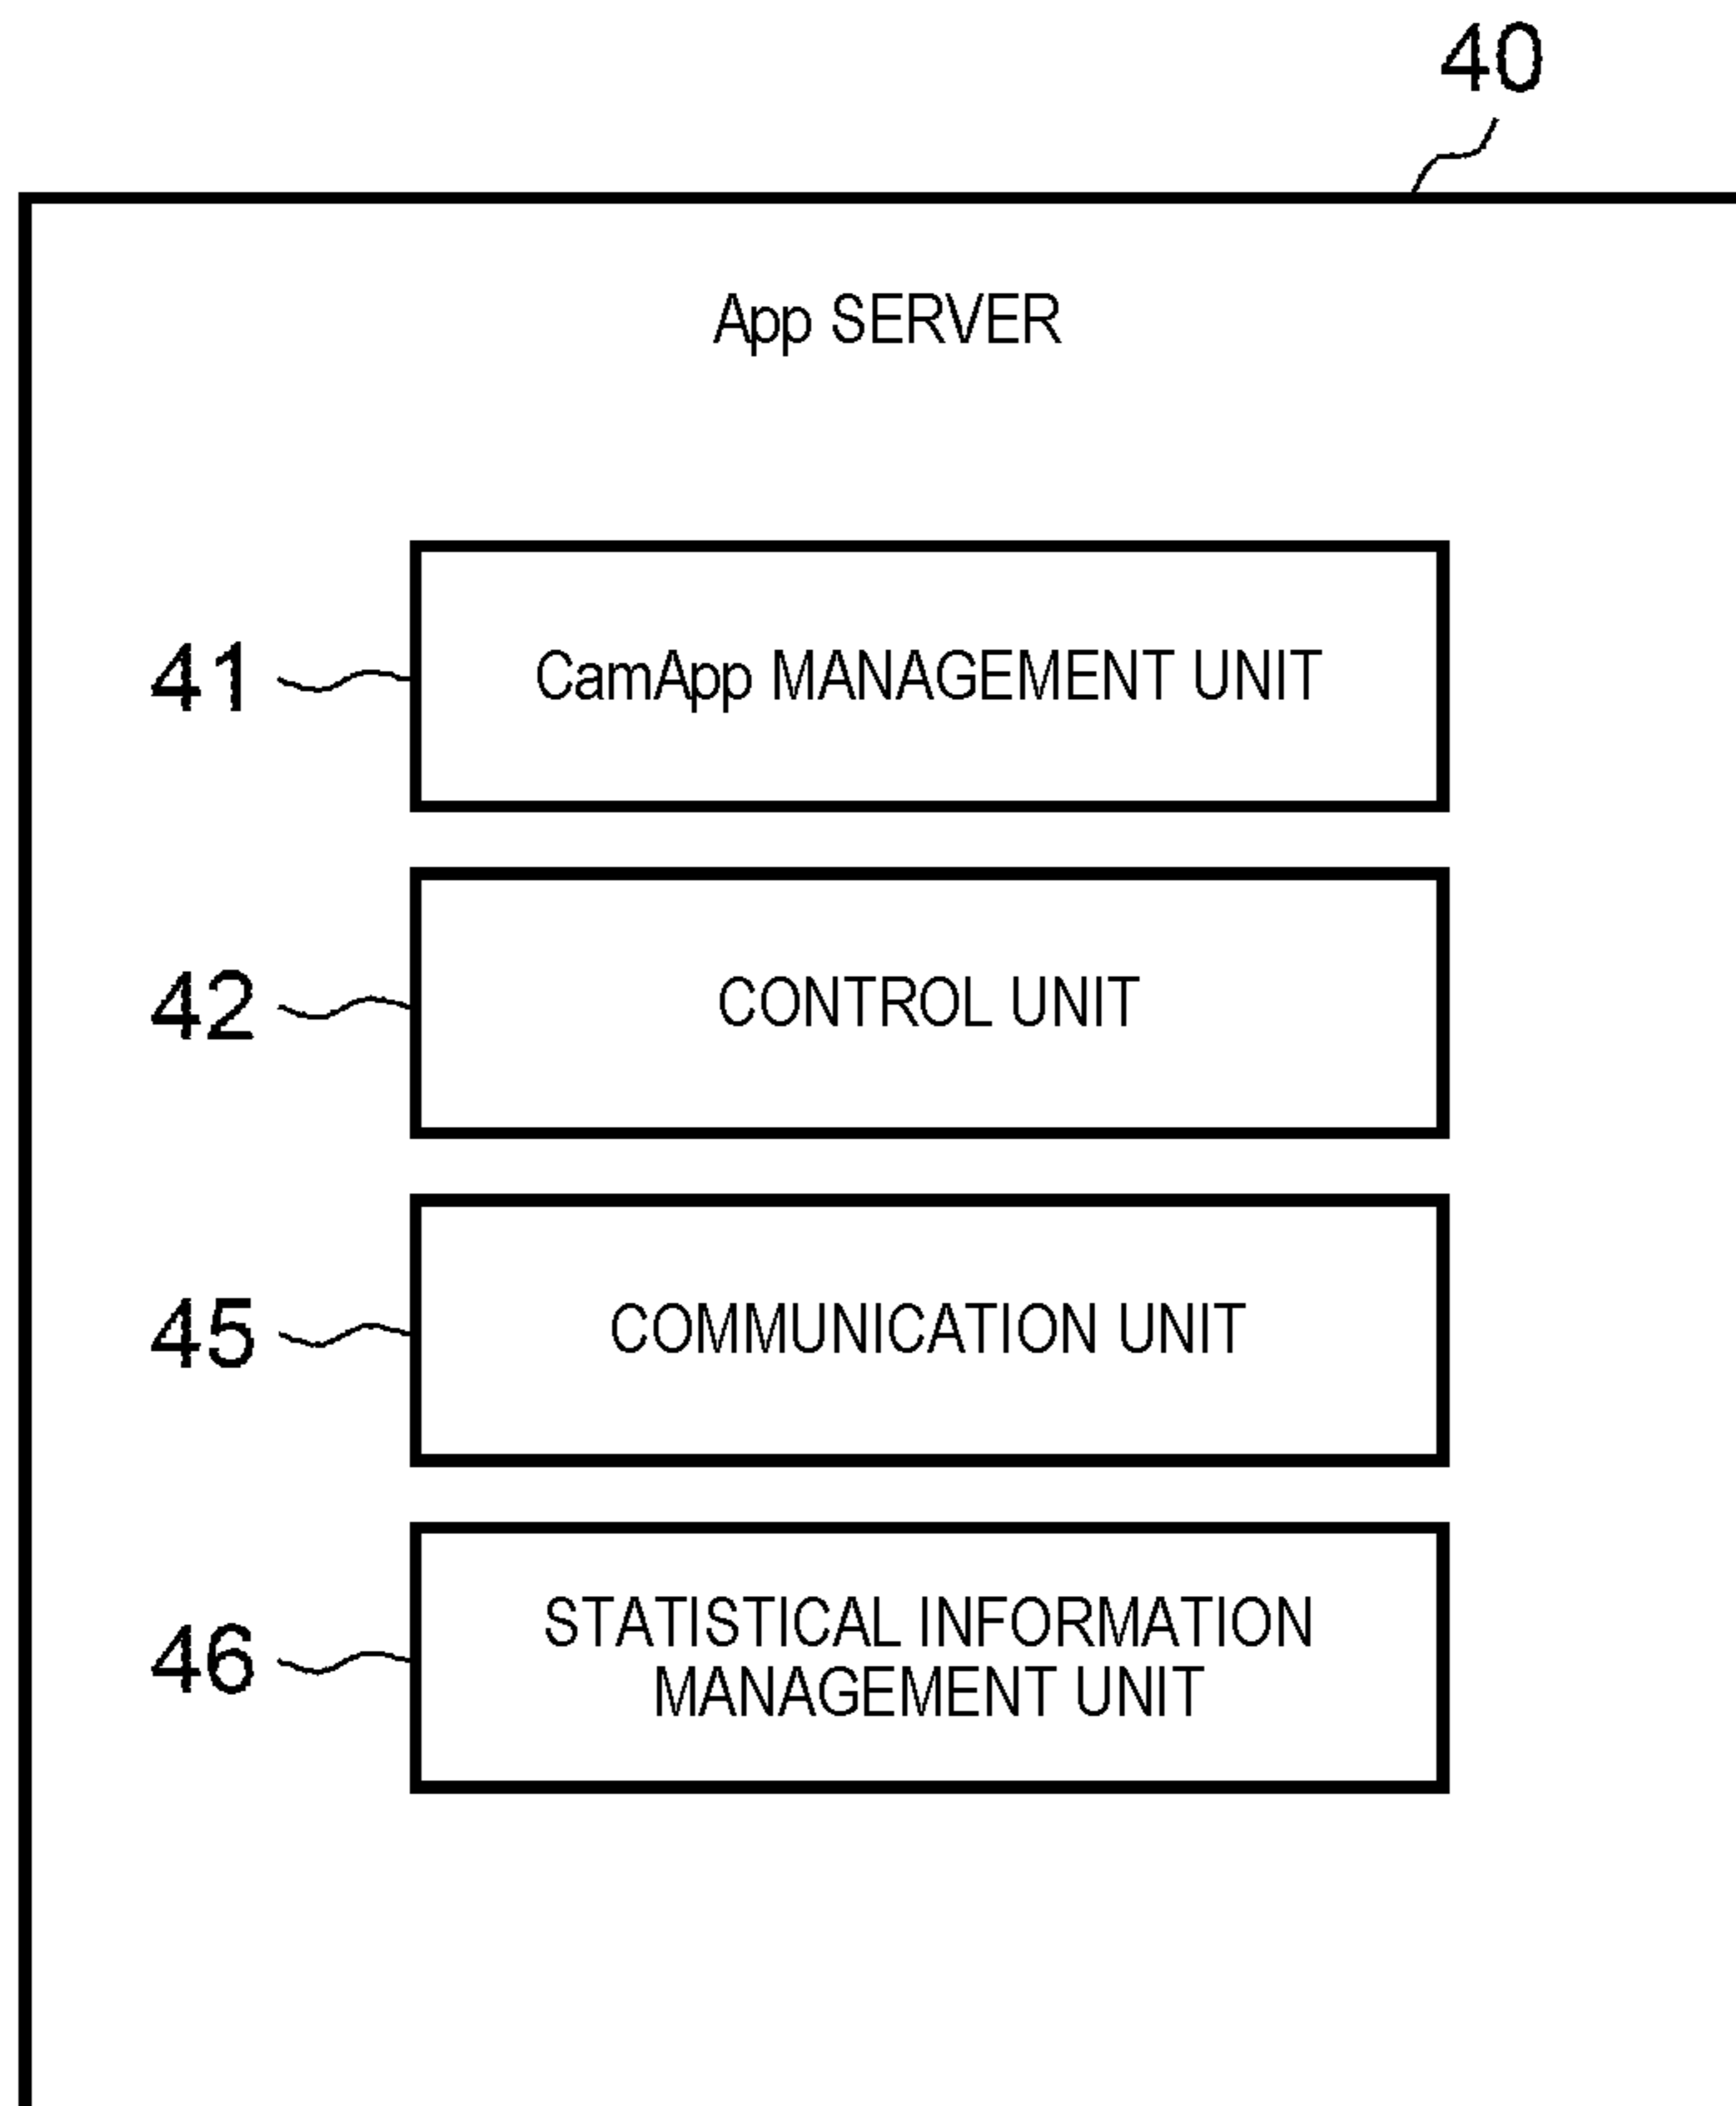 40
App SERVER
41
CamApp MANAGEMENT UNIT
42
CONTROL UNIT
45
COMMUNICATION UNIT
46
STATISTICAL INFORMATION
MANAGEMENT UNIT